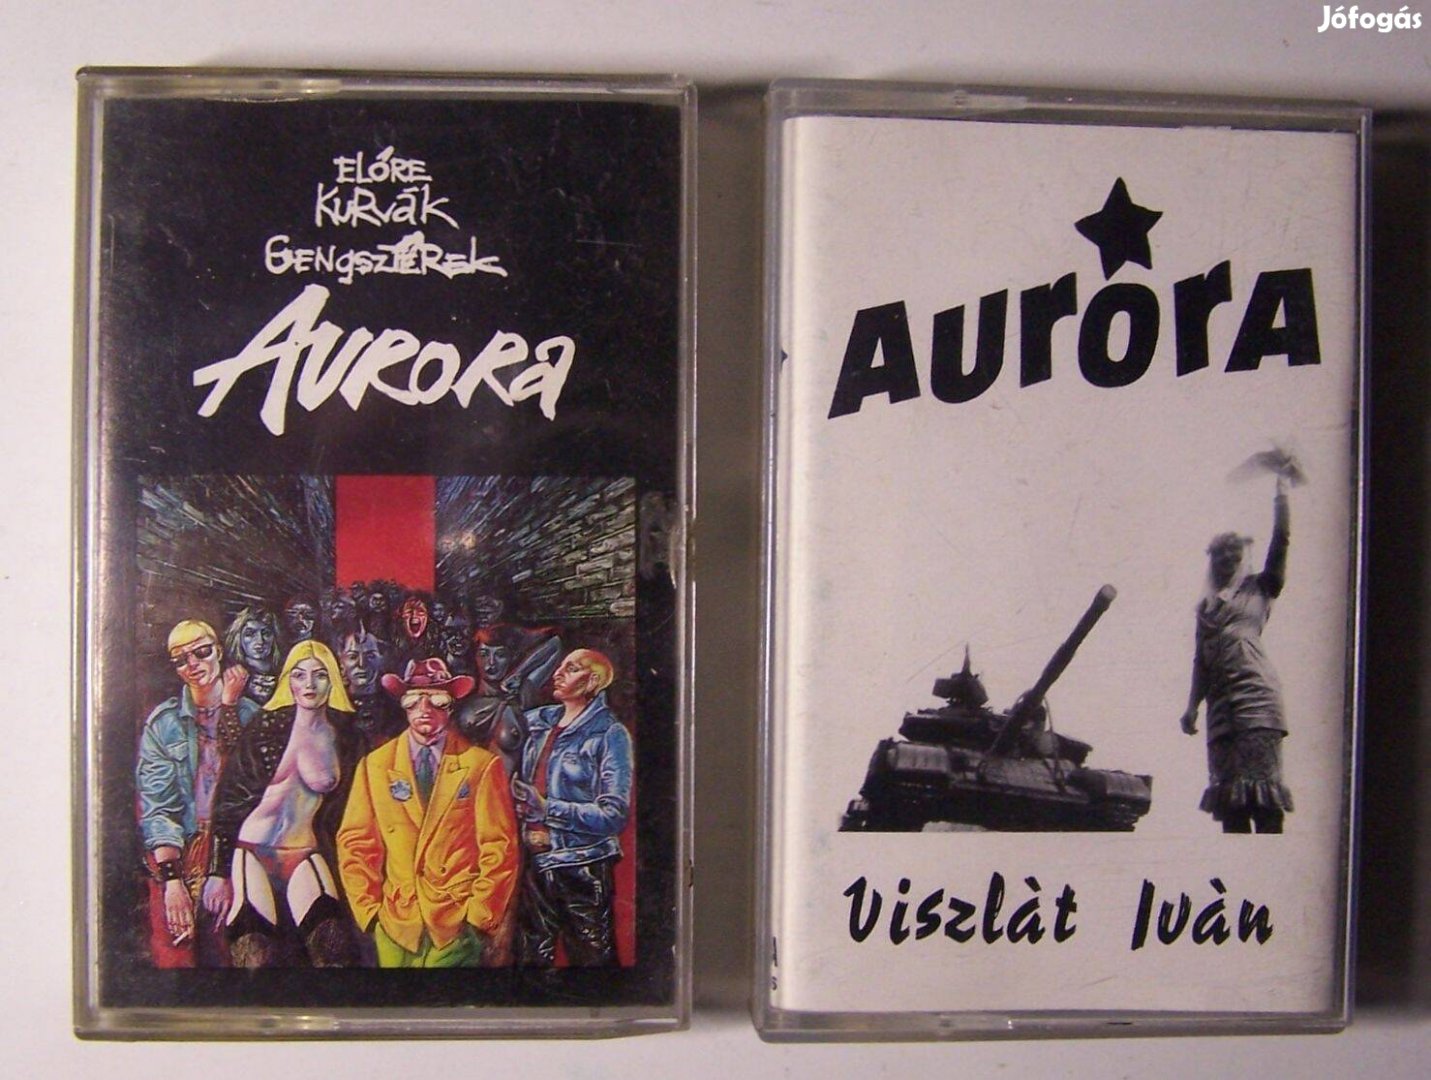 Jófogás
ELŐRE
KURVÁK
GENGSZTEREK
AURORA
AURORA
Viszlàt Ivàn